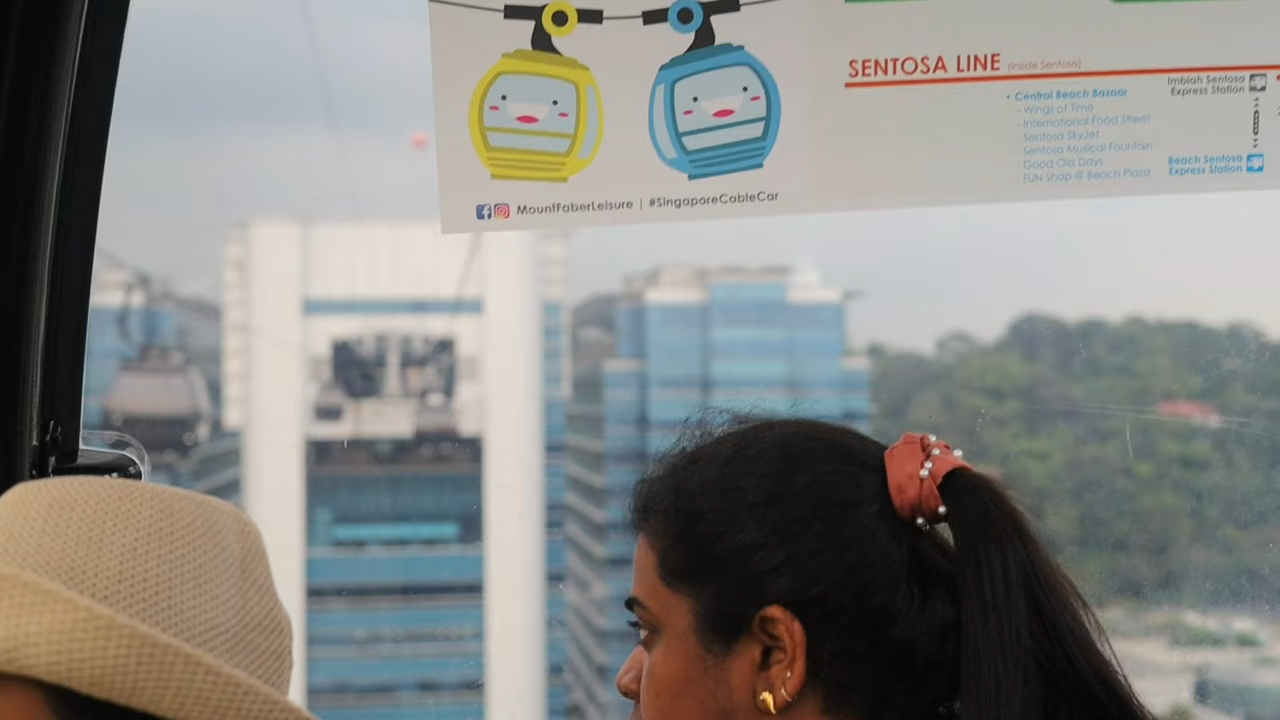 SENTOSA LINE (Inside Sentosa)
• Central Beach Bazaar
- Wings of Time
- International Food Street
- Sentosa SkyJet
- Sentosa Musical Fountain
- Good Old Days
- FUN Shop @ Beach Plaza
Imbiah Sentosa
Express Station
Beach Sentosa
Express Station
MountFaberLeisure | #SingaporeCableCar